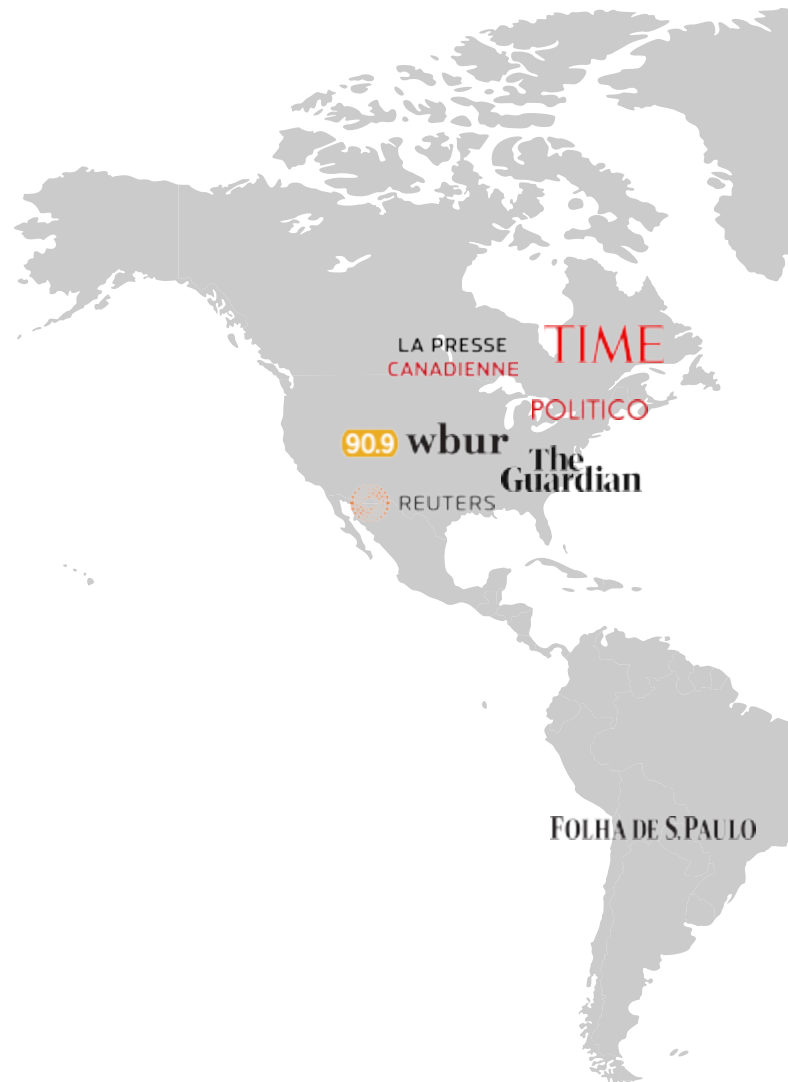 LA PRESSE
CANADIENNE
TIME
POLITICO
90.9 wbur
The
Guardian
REUTERS
FOLHA DE S.PAULO